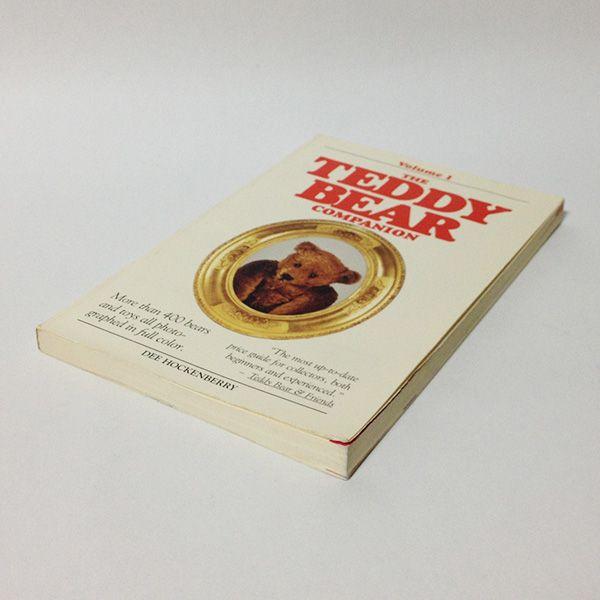 Volume 1
THE
TEDDY
BEAR
COMPANION
More than 400 bears
and toys all photo-
graphed in full color
"The most up-to-date
price guide for collectors, both
beginners and experienced."
Teddy Bear & Friends
DEE HOCKENBERRY